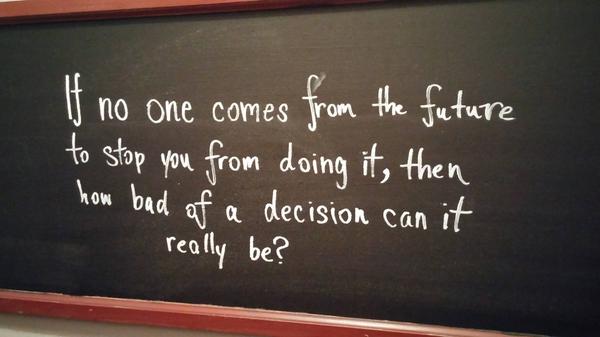 If no one comes from the future
to stop you from doing it, then
how bad of a decision can it
really be?